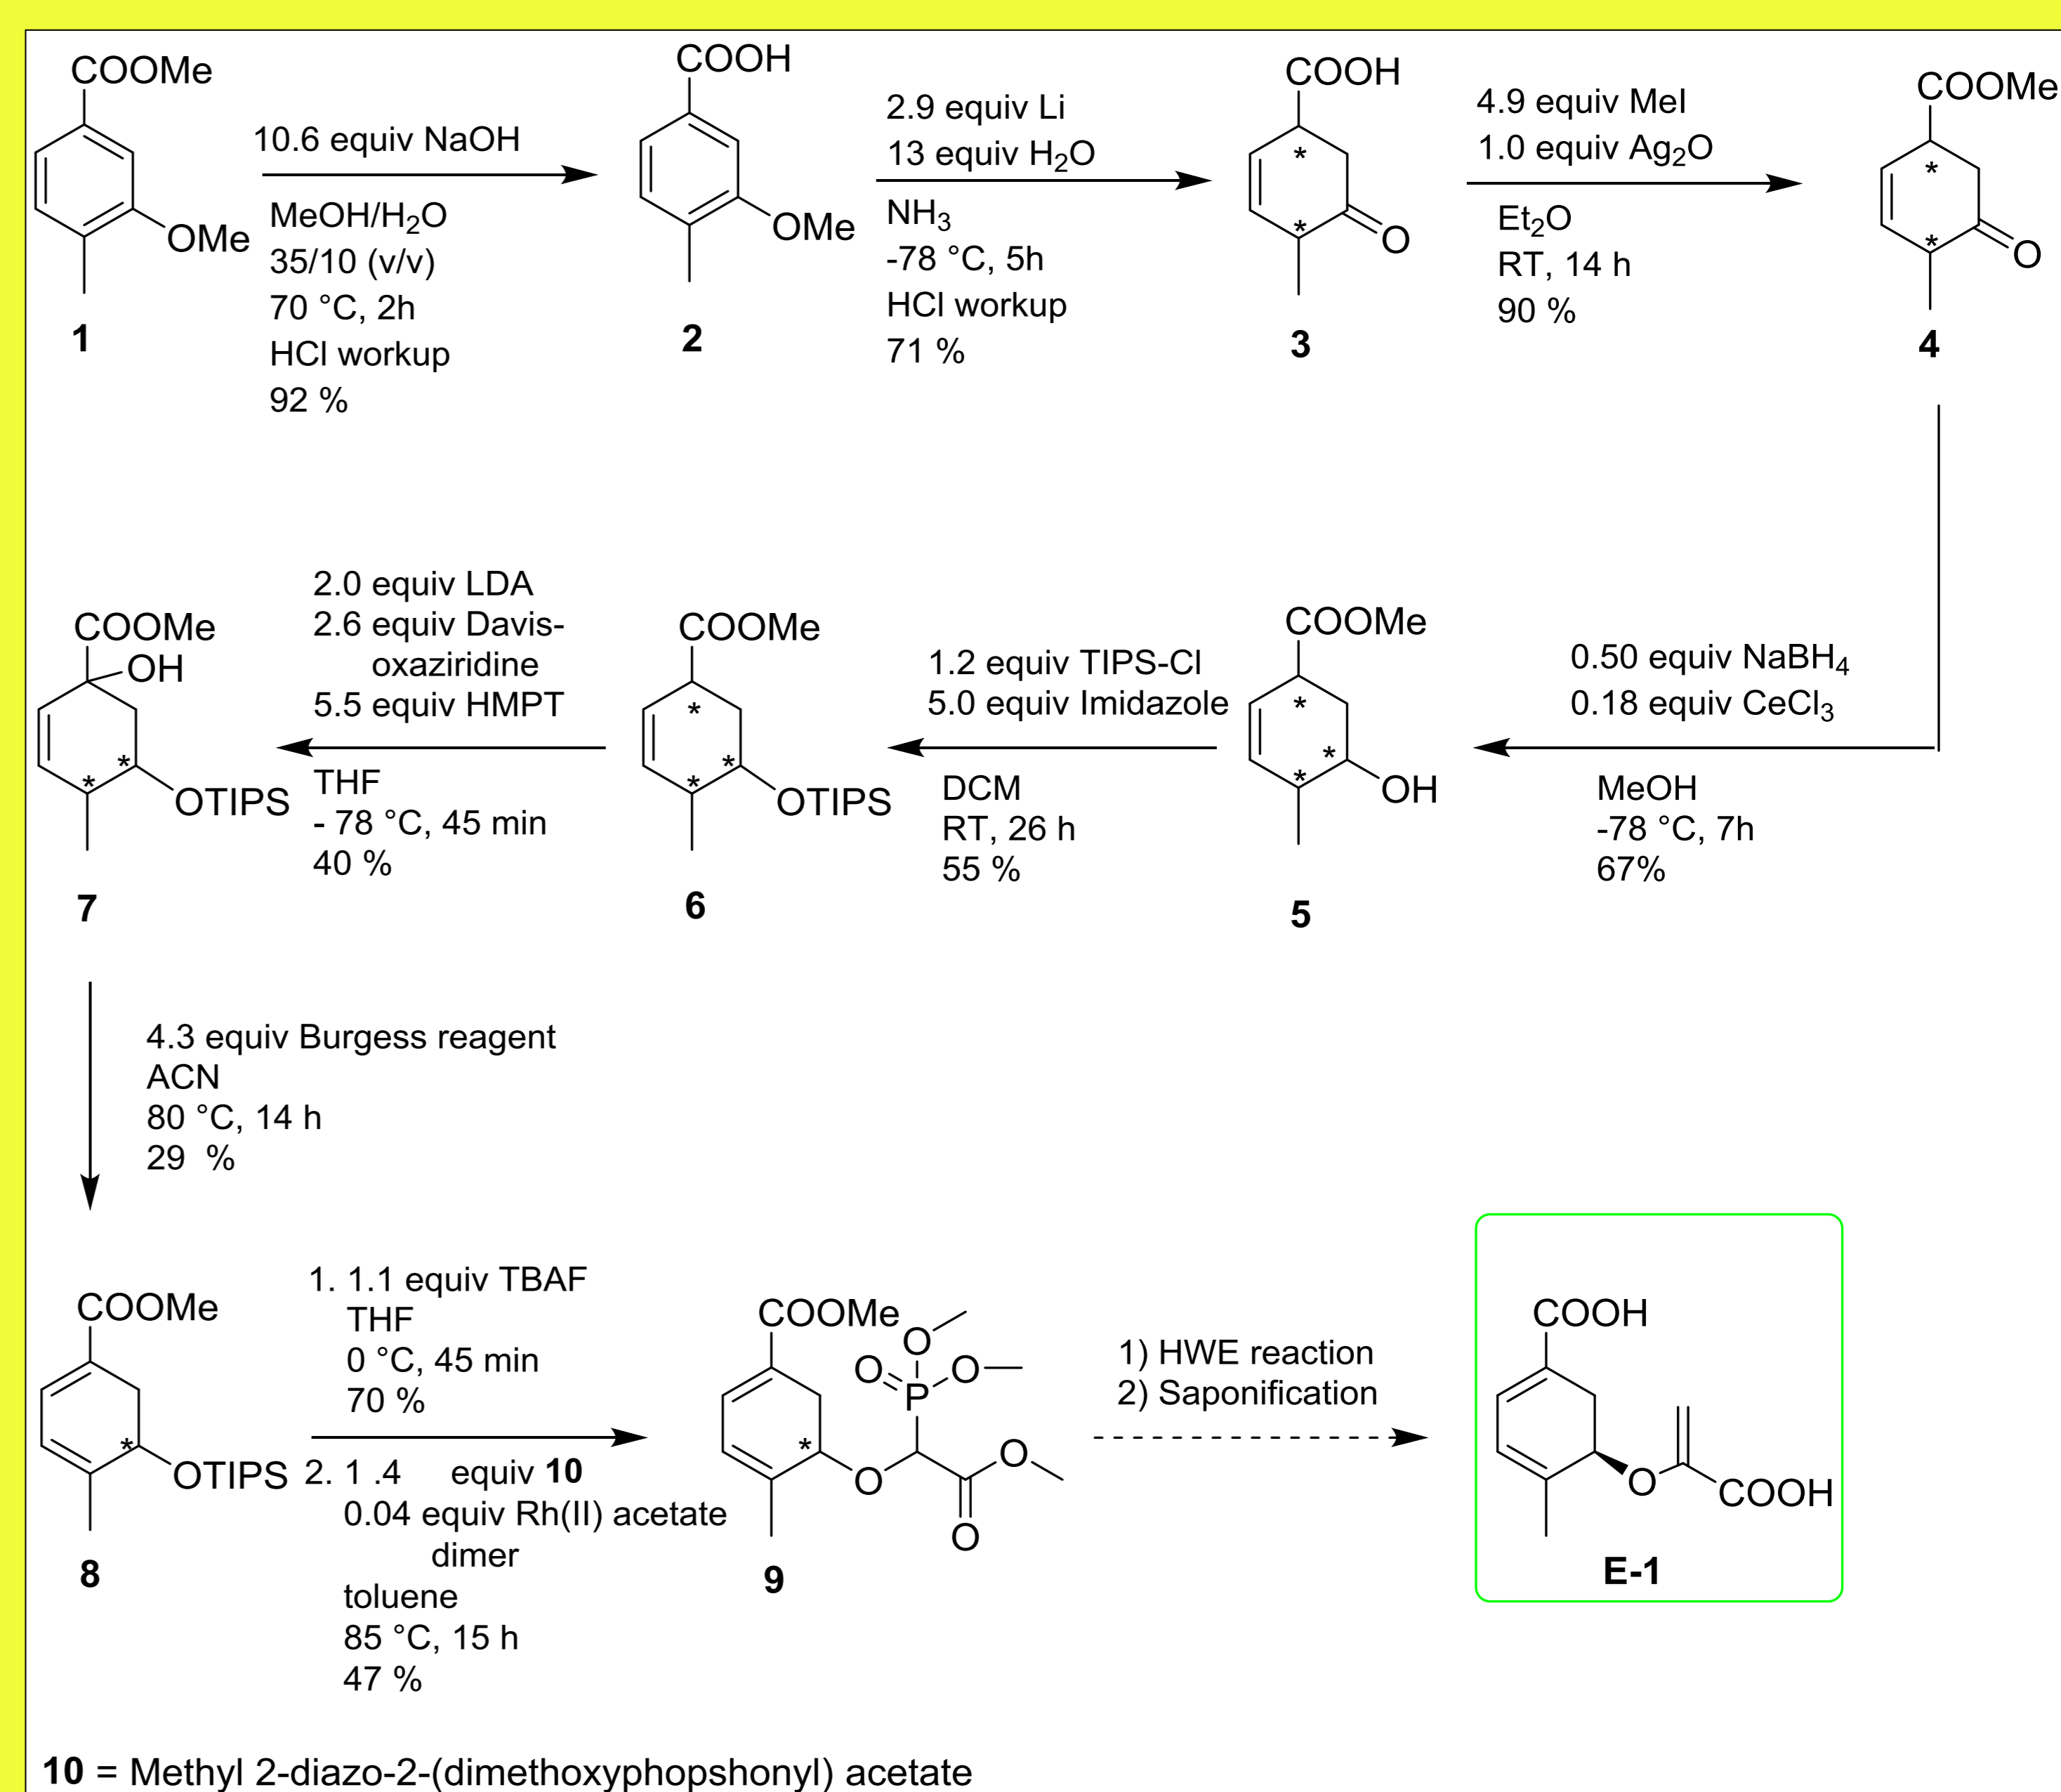 COOMe
OMe
1
10.6 equiv NaOH
MeOH/H2O
35/10 (v/v)
70 °C, 2h
HCl workup
92 %
COOH
OMe
2
2.9 equiv Li
13 equiv H2O
NH3
-78 °C, 5h
HCl workup
71 %
COOH
*
*
O
3
4.9 equiv MeI
1.0 equiv Ag2O
Et2O
RT, 14 h
90 %
COOMe
*
*
O
4
0.50 equiv NaBH4
0.18 equiv CeCl3
MeOH
-78 °C, 7h
67%
COOMe
*
*
*
OH
5
1.2 equiv TIPS-Cl
5.0 equiv Imidazole
DCM
RT, 26 h
55 %
COOMe
*
*
*
OTIPS
6
2.0 equiv LDA
2.6 equiv Davis-
oxaziridine
5.5 equiv HMPT
THF
- 78 °C, 45 min
40 %
COOMe
OH
*
*
OTIPS
7
4.3 equiv Burgess reagent
ACN
80 °C, 14 h
29 %
COOMe
*
OTIPS
8
1. 1.1 equiv TBAF
THF
0 °C, 45 min
70 %
2. 1 .4 equiv 10
0.04 equiv Rh(II) acetate
dimer
toluene
85 °C, 15 h
47 %
COOMe
O
O
P
O
*
O
O
O
9
1) HWE reaction
2) Saponification
COOH
O
COOH
E-1
10 = Methyl 2-diazo-2-(dimethoxyphopshonyl) acetate